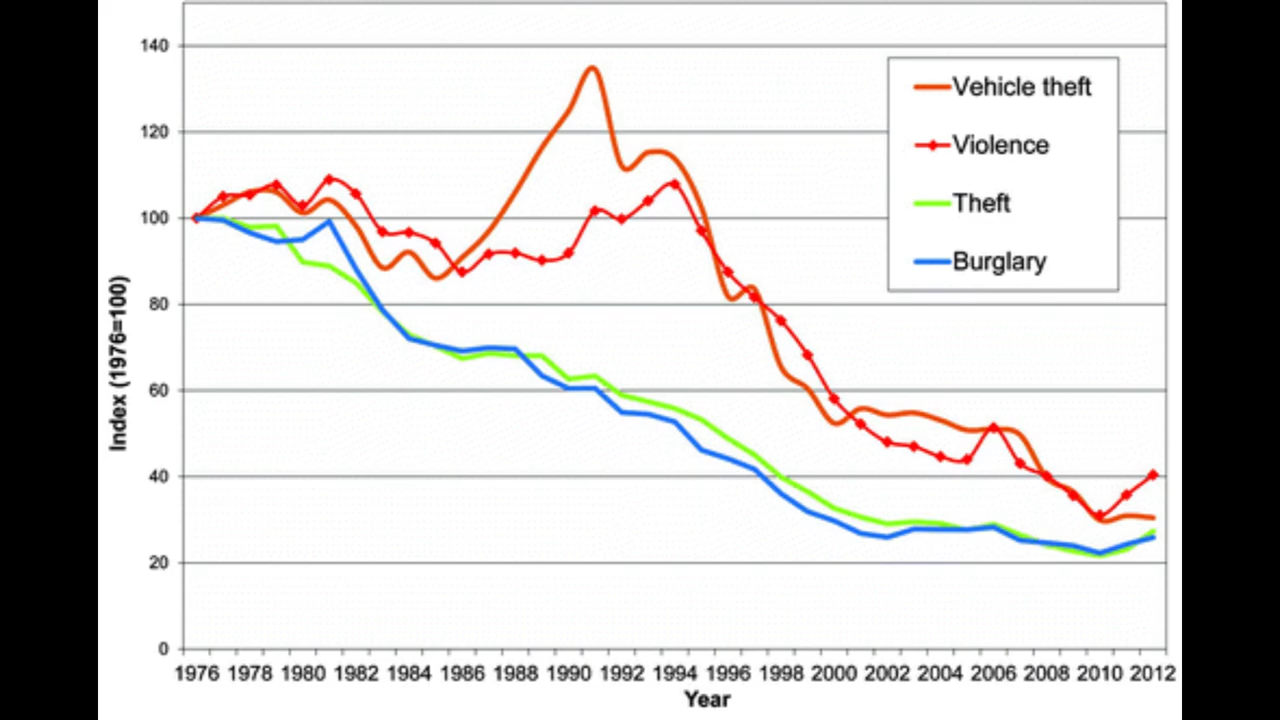 140
120
100
80
60
40
20
0
Index (1976=100)
Vehicle theft
Violence
Theft
Burglary
1976 1978 1980 1982 1984 1986 1988 1990 1992 1994 1996 1998 2000 2002 2004 2006 2008 2010 2012
Year